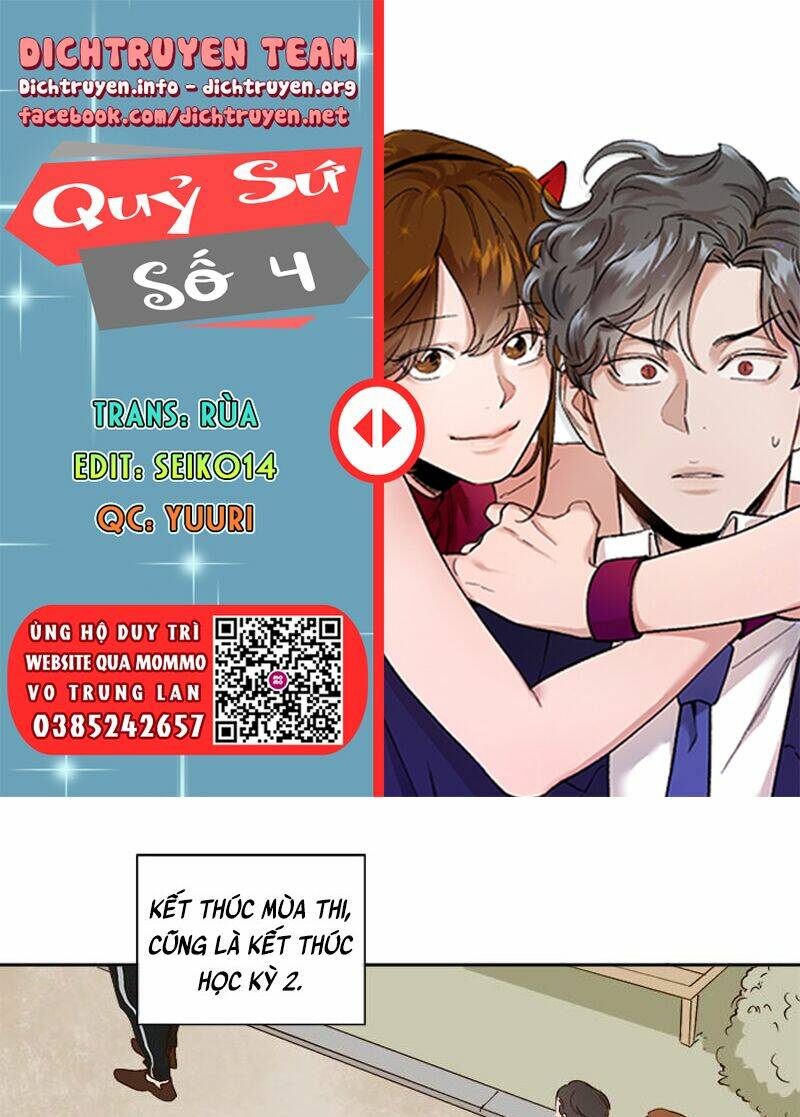 DICHTRUYEN TEAM
Dichtruyen.info - dichtruyen.org
facebook.com/dichtruyen.net
Quỷ Sứ
Số 4
TRANS: RÙA
EDIT: SEIKO14
QC: YUURI
ỦNG HỘ DUY TRÌ
WEBSITE QUA MOMMO
VO TRUNG LAN
0385242657
KẾT THÚC MÙA THI,
CŨNG LÀ KẾT THÚC
HỌC KỲ 2.